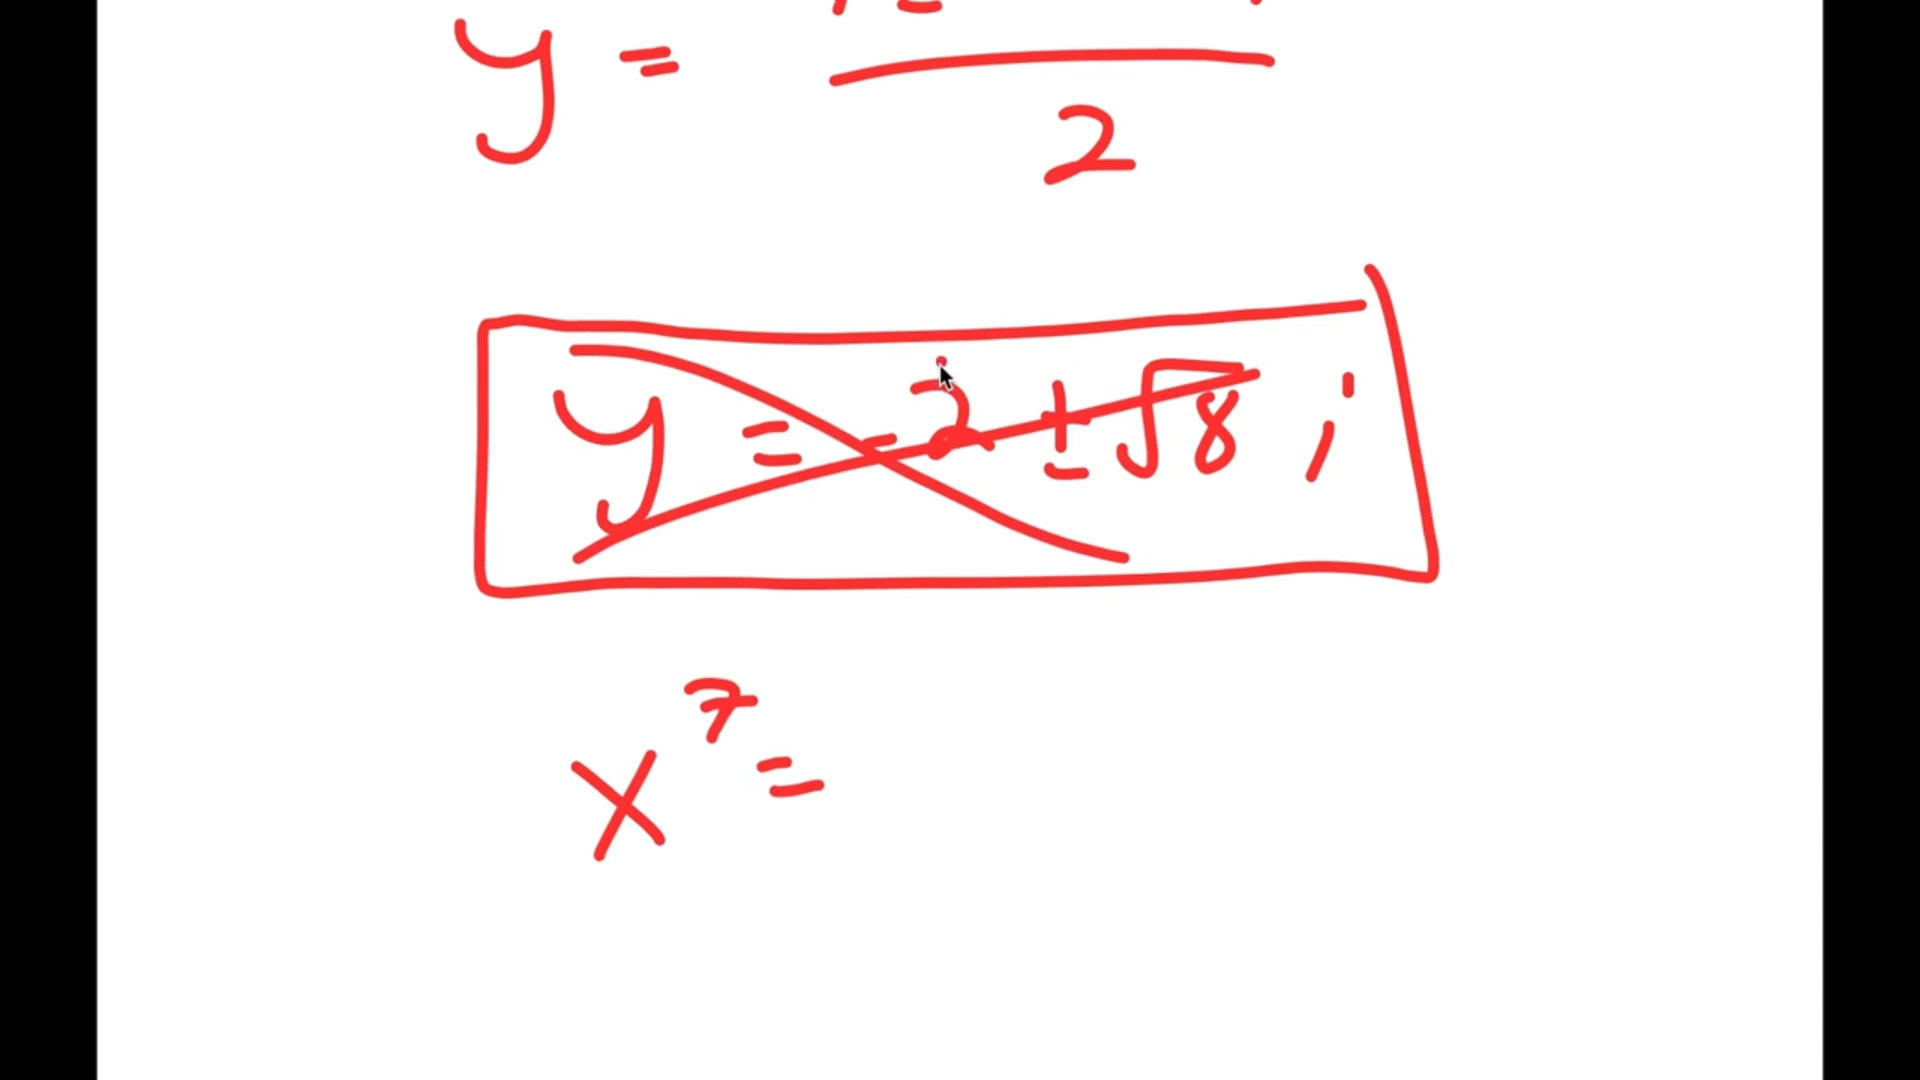 y = ― 2
y = -2 ± √8 ;
x⁷ =